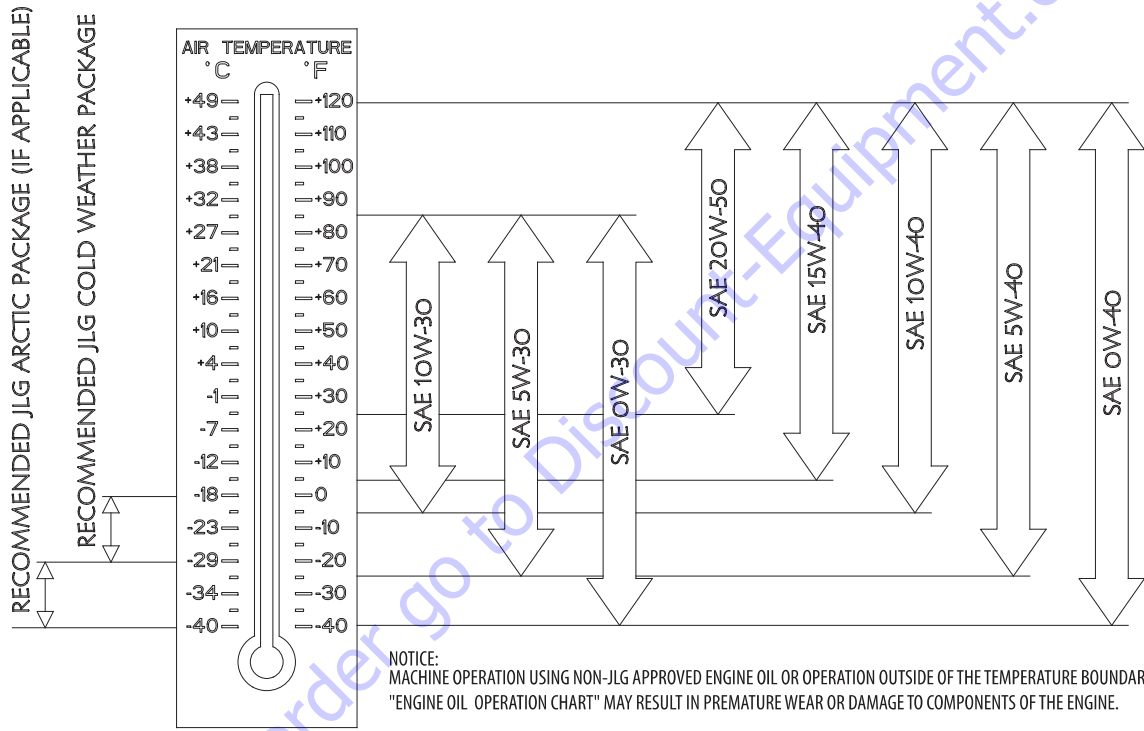 RECOMMENDED JLG ARCTIC PACKAGE (IF APPLICABLE)
RECOMMENDED JLG COLD WEATHER PACKAGE
AIR TEMPERATURE
°C °F
+49 +120
+43 +110
+38 +100
+32 +90
+27 +80
+21 +70
+16 +60
+10 +50
+4 +40
-1 +30
-7 +20
-12 +10
-18 0
-23 -10
-29 -20
-34 -30
-40 -40
SAE 10W-30
SAE 5W-30
SAE 0W-30
SAE 20W-50
SAE 15W-40
SAE 10W-40
SAE 5W-40
SAE 0W-40
NOTICE:
MACHINE OPERATION USING NON-JLG APPROVED ENGINE OIL OR OPERATION OUTSIDE OF THE TEMPERATURE BOUNDAR
"ENGINE OIL OPERATION CHART" MAY RESULT IN PREMATURE WEAR OR DAMAGE TO COMPONENTS OF THE ENGINE.
order go to Discount-Equipment.c